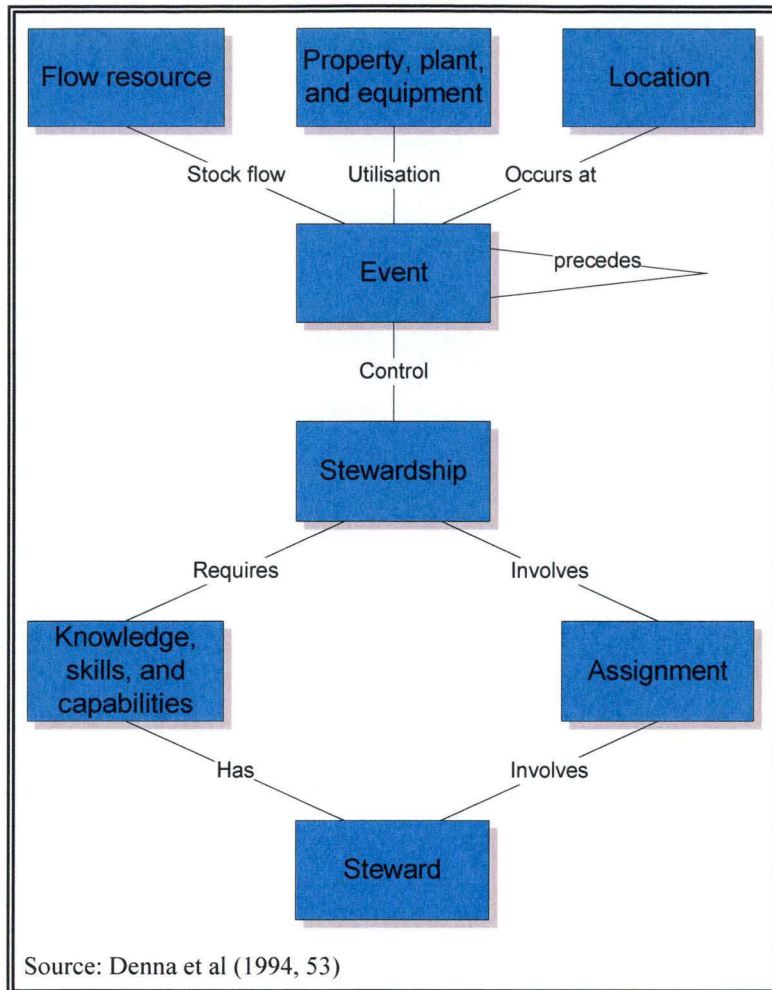 Flow resource
Property, plant,
and equipment
Location
Stock flow
Utilisation
Occurs at
Event
precedes
Control
Stewardship
Requires
Involves
Knowledge,
skills, and
capabilities
Assignment
Has
Involves
Steward
Source: Denna et al (1994, 53)